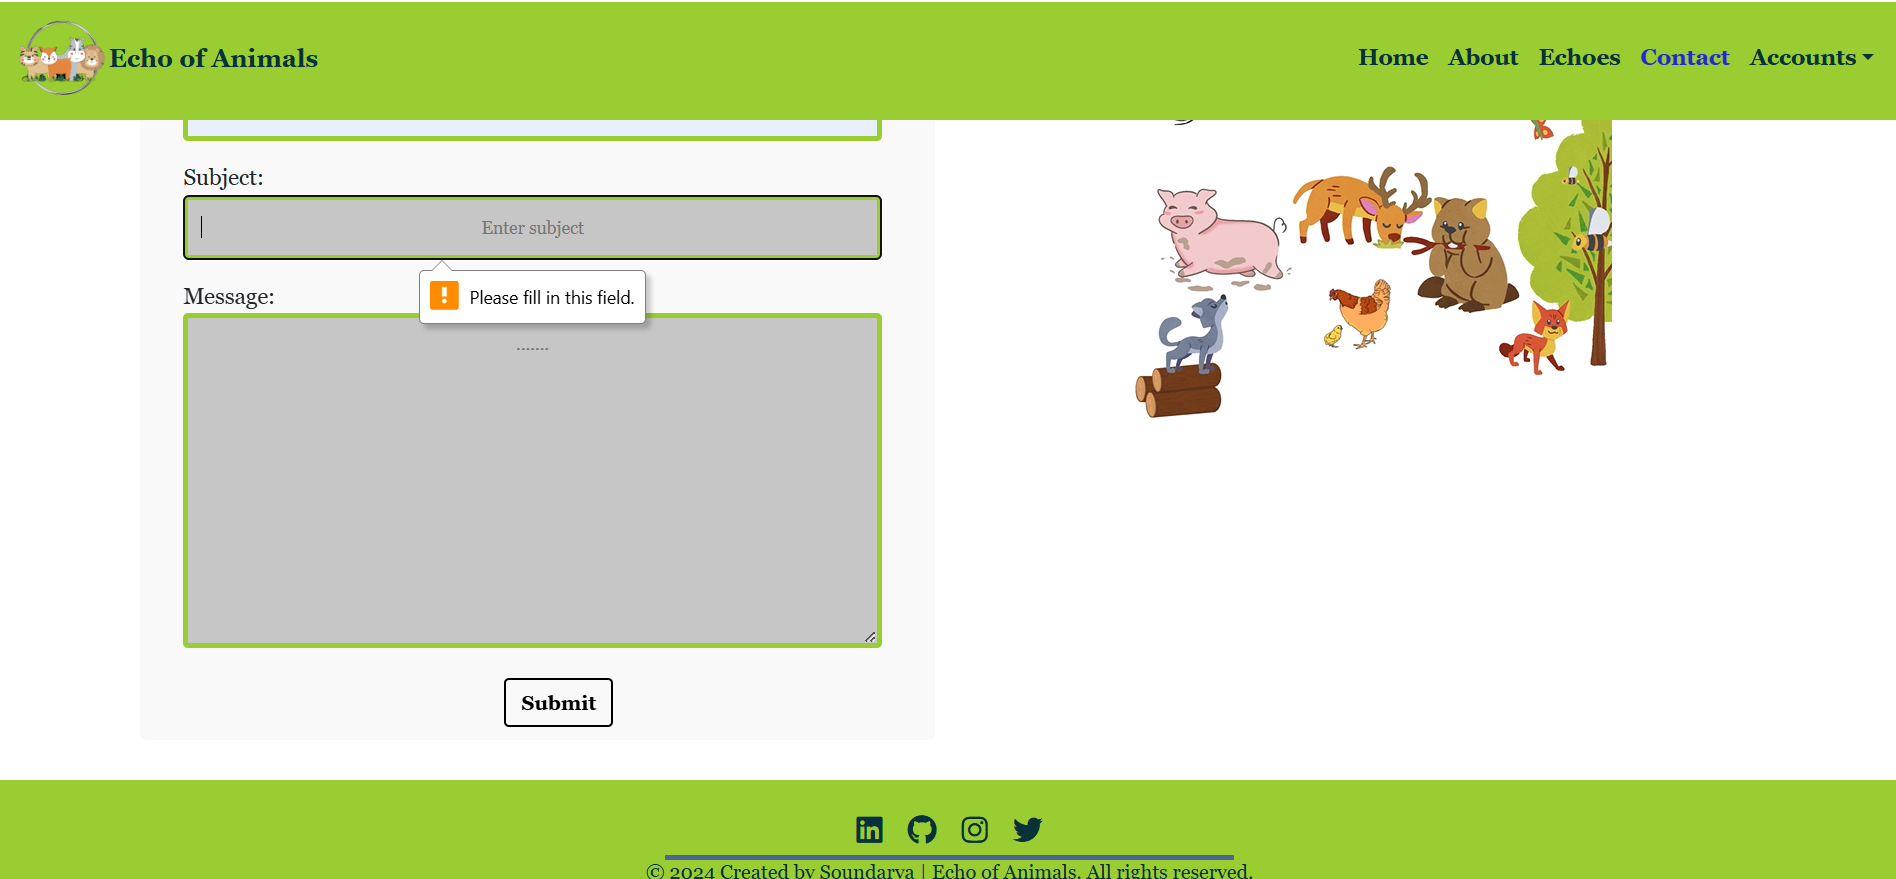 Echo of Animals
Home About Echoes Contact Accounts
Subject:
Enter subject
Please fill in this field.
Message:
.......
Submit
© 2024 Created by Soundarya | Echo of Animals. All rights reserved.